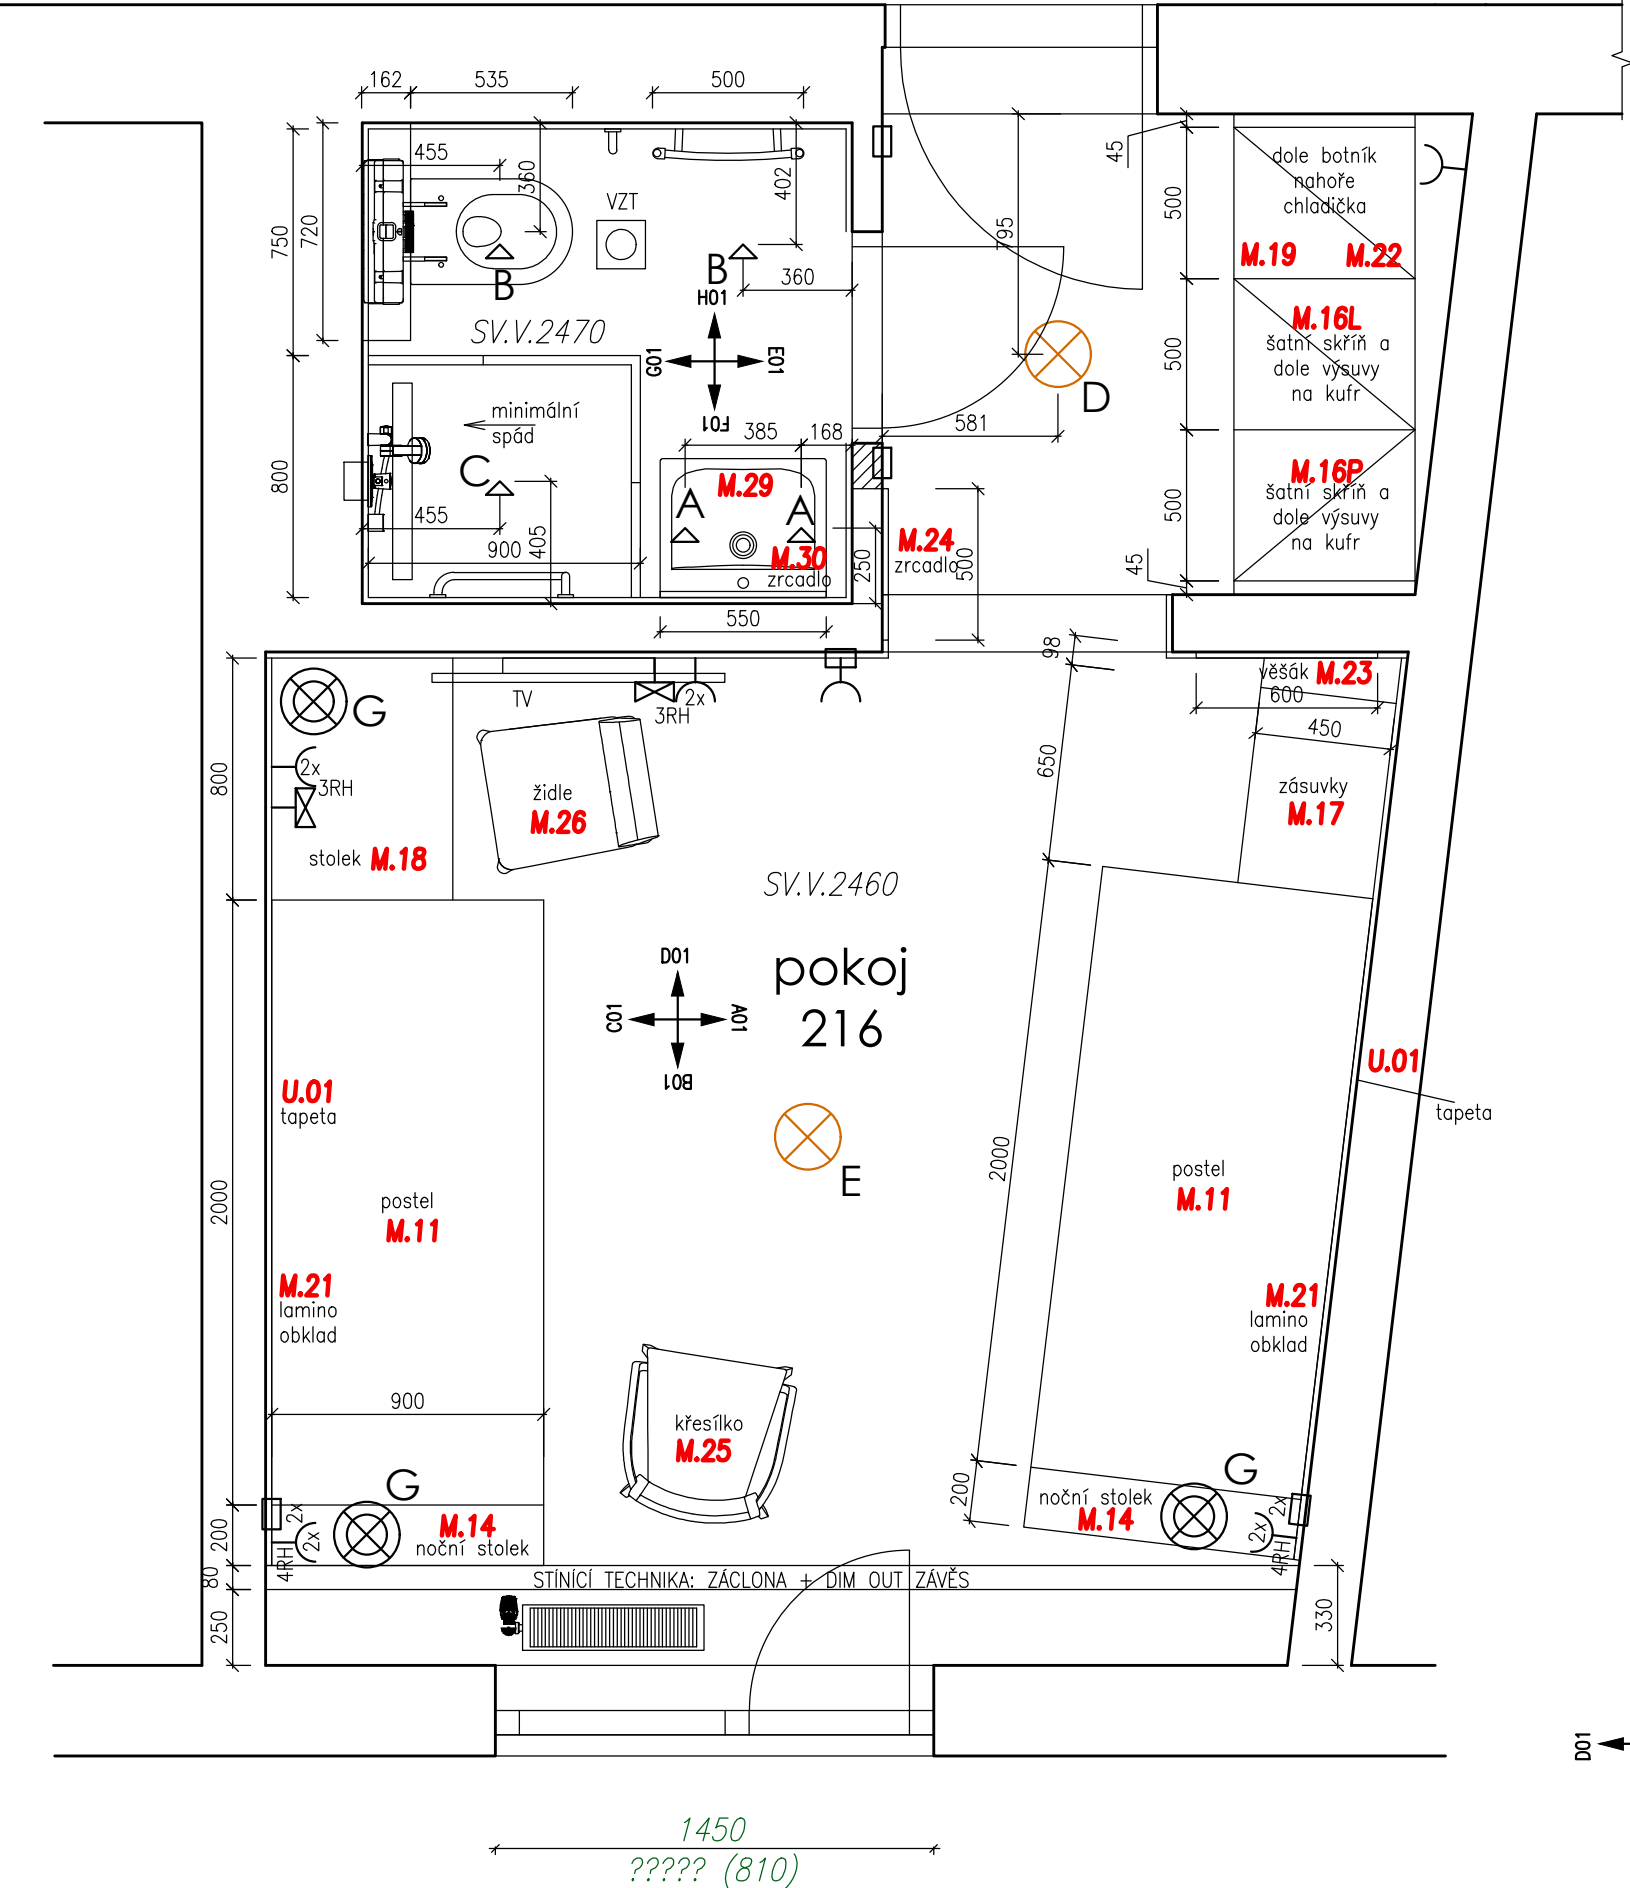 162
535
500
455
360
402
VZT
750
720
B
B
360
H01
G01
E01
F01
SV.V.2470
795
45
500
500
500
45
dole botník
nahoře
chladička
M.19
M.22
M.16L
šatní skříň a
dole výsuvy
na kufr
M.16P
šatní skříň a
dole výsuvy
na kufr
D
581
minimální
spád
385
168
800
C
455
900
405
M.29
A
A
M.30
zrcadlo
250
M.24
zrcadlo
500
550
98
věšák M.23
600
450
TV
3RH
2x
G
2x
3RH
800
židle
M.26
stolek M.18
650
zásuvky
M.17
SV.V.2460
pokoj
216
D01
C01
A01
B01
U.01
tapeta
U.01
tapeta
E
2000
2000
postel
M.11
postel
M.11
M.21
lamino
obklad
M.21
lamino
obklad
900
křesílko
M.25
G
2x
2x
4RH
M.14
noční stolek
G
noční stolek
M.14
2x
2x
4RH
200
200
80
250
330
STÍNÍCÍ TECHNIKA: ZÁCLONA + DIM OUT ZÁVĚS
D01
1450
????? (810)